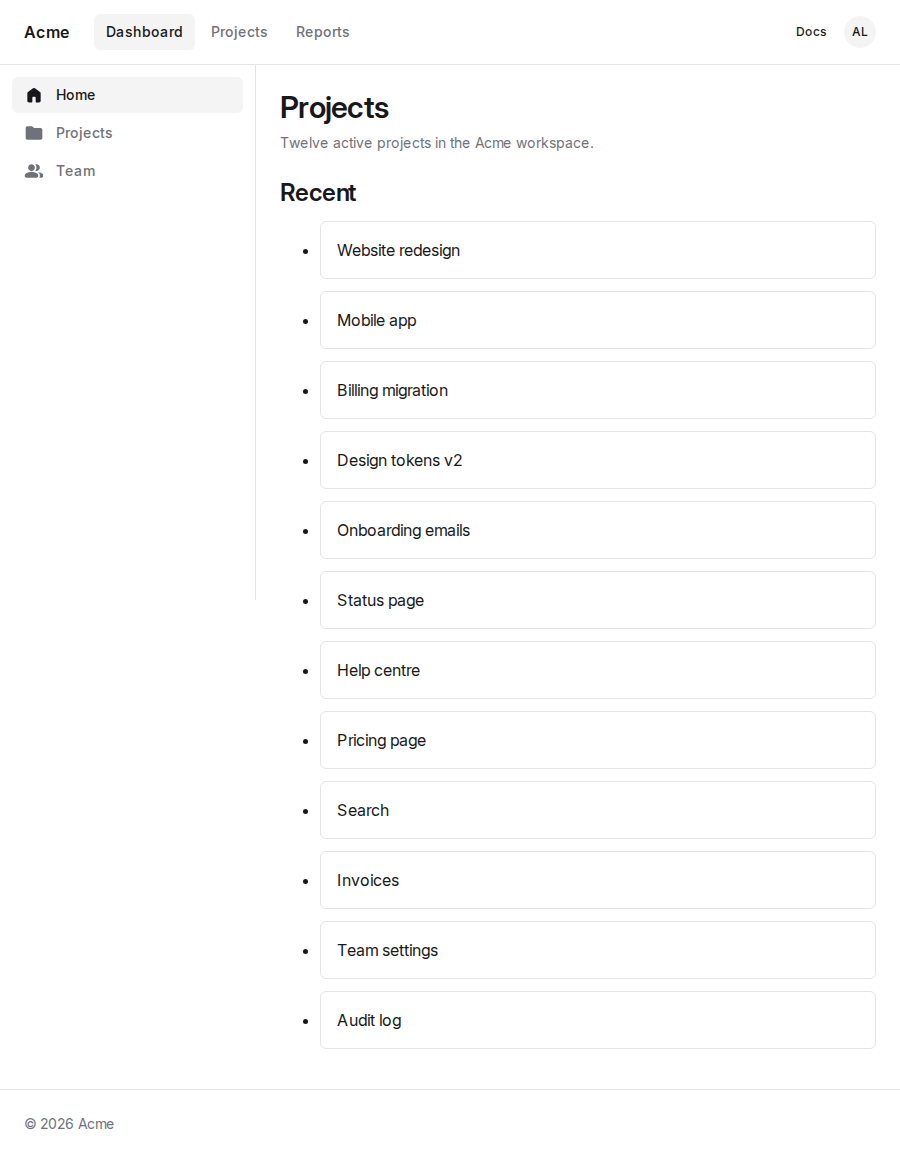 Acme Dashboard Projects Reports Docs AL
Home
Projects
Team
Projects
Twelve active projects in the Acme workspace.
Recent
Website redesign
Mobile app
Billing migration
Design tokens v2
Onboarding emails
Status page
Help centre
Pricing page
Search
Invoices
Team settings
Audit log
© 2026 Acme